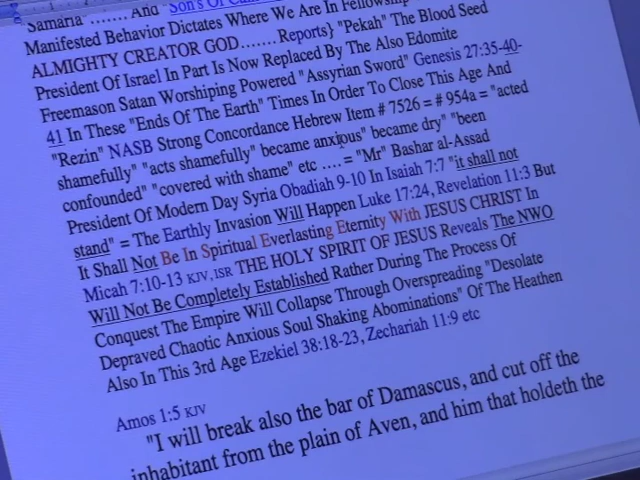 Samaria ....... And "Son's Of
Manifested Behavior Dictates Where We Are In Fellowship
ALMIGHTY CREATOR GOD.......Reports} "Pekah" The Blood Seed
President Of Israel In Part Is Now Replaced By The Also Edomite
Freemason Satan Worshiping Powered "Assyrian Sword" Genesis 27:35-40-
41 In These "Ends Of The Earth" Times In Order To Close This Age And
"Rezin" NASB Strong Concordance Hebrew Item # 7526 = # 954a = "acted
shamefully" "acts shamefully" became anxious" became dry" "been
confounded" "covered with shame" etc ....= "Mr" Bashar al-Assad
President Of Modern Day Syria Obadiah 9-10 In Isaiah 7:7 "it shall not
stand" = The Earthly Invasion Will Happen Luke 17:24, Revelation 11:3 But
It Shall Not Be In Spiritual Everlasting Eternity With JESUS CHRIST In
Micah 7:10-13 KJV, ISR THE HOLY SPIRIT OF JESUS Reveals The NWO
Will Not Be Completely Established Rather During The Process Of
Conquest The Empire Will Collapse Through Overspreading "Desolate
Depraved Chaotic Anxious Soul Shaking Abominations" Of The Heathen
Also In This 3rd Age Ezekiel 38:18-23, Zechariah 11:9 etc
Amos 1:5 KJV
"I will break also the bar of Damascus, and cut off the
inhabitant from the plain of Aven, and him that holdeth the